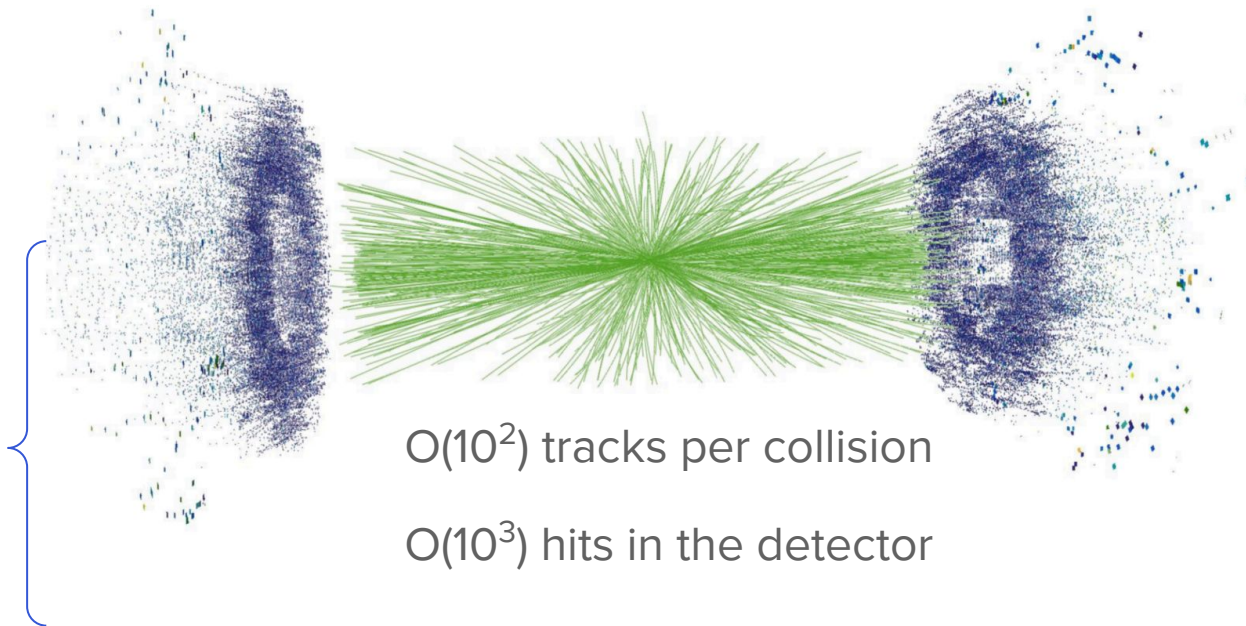 O(10²) tracks per collision
O(10³) hits in the detector